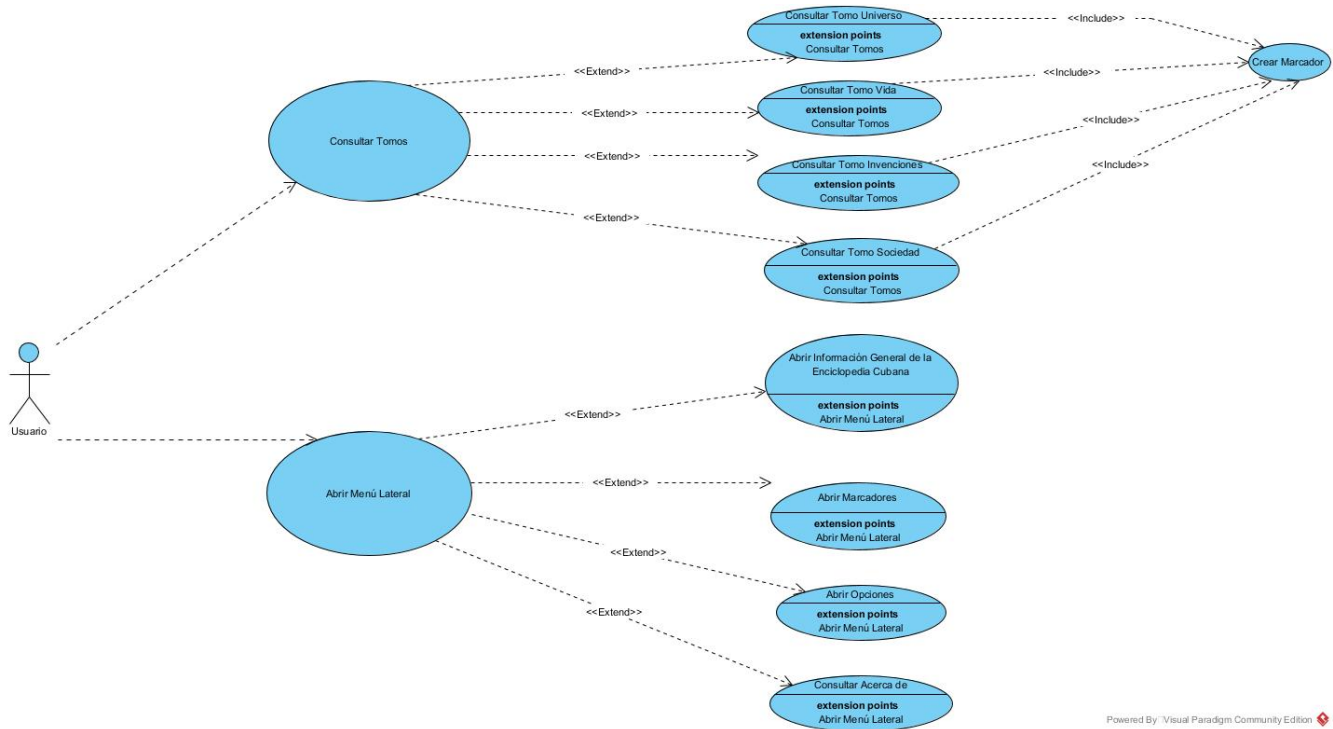 Consultar Tomo Universo
extension points
Consultar Tomos
<<Include>>
Crear Marcador
<<Extend>>
Consultar Tomo Vida
extension points
Consultar Tomos
<<Include>>
Consultar Tomos
<<Extend>>
<<Include>>
<<Extend>>
Consultar Tomo Invenciones
extension points
Consultar Tomos
<<Include>>
<<Extend>>
Consultar Tomo Sociedad
extension points
Consultar Tomos
Usuario
Abrir Información General de la
Enciclopedia Cubana
extension points
Abrir Menú Lateral
<<Extend>>
Abrir Menú Lateral
<<Extend>>
Abrir Marcadores
extension points
Abrir Menú Lateral
<<Extend>>
Abrir Opciones
extension points
Abrir Menú Lateral
<<Extend>>
Consultar Acerca de
extension points
Abrir Menú Lateral
Powered By Visual Paradigm Community Edition